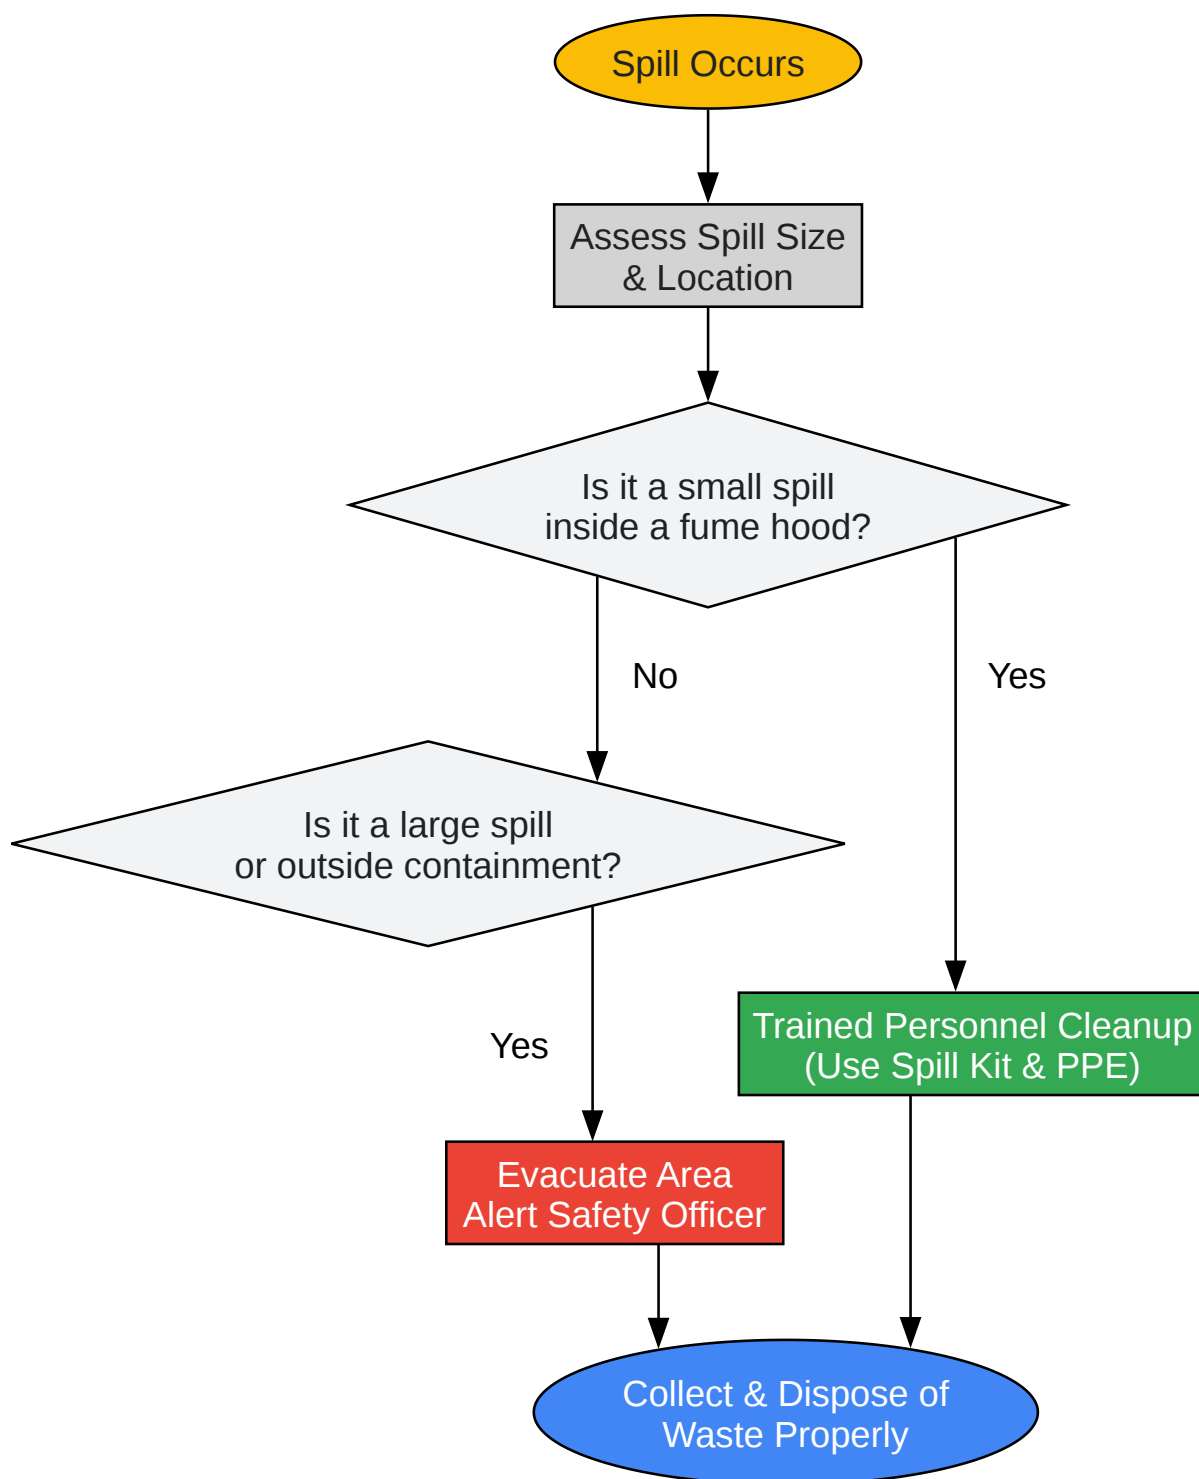 Spill Occurs
Assess Spill Size
& Location
Is it a small spill
inside a fume hood?
No
Yes
Is it a large spill
or outside containment?
Yes
Trained Personnel Cleanup
(Use Spill Kit & PPE)
Evacuate Area
Alert Safety Officer
Collect & Dispose of
Waste Properly